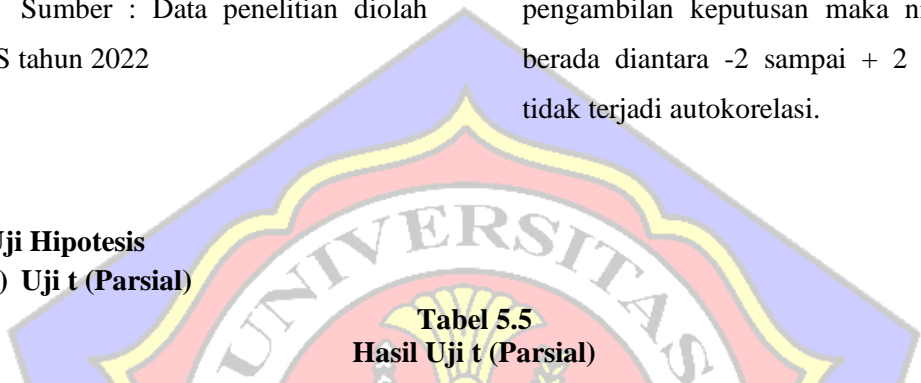 Sumber : Data penelitian diolah
S tahun 2022
pengambilan keputusan maka
berada diantara -2 sampai + 2
tidak terjadi autokorelasi.
Uji Hipotesis
) Uji t (Parsial)
Tabel 5.5
Hasil Uji t (Parsial)
UNIVERSITAS